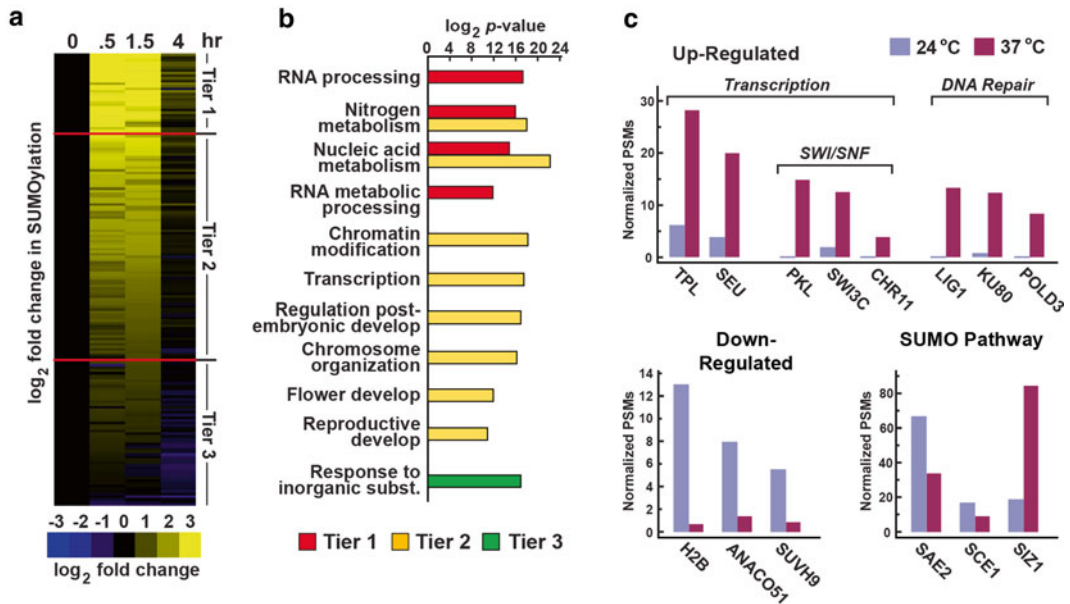 a
0 .5 1.5 4 hr
log2 fold change in SUMOylation
Tier 1
Tier 2
Tier 3
-3 -2 -1 0 1 2 3
log2 fold change
b
log2 p-value
0 4 8 12 16 20 24
RNA processing
Nitrogen
metabolism
Nucleic acid
metabolism
RNA metabolic
processing
Chromatin
modification
Transcription
Regulation post-
embryonic develop
Chromosome
organization
Flower develop
Reproductive
develop
Response to
inorganic subst.
Tier 1 Tier 2 Tier 3
c
24 °C 37 °C
Up-Regulated
Transcription DNA Repair
SWI/SNF
Normalized PSMs
30
20
10
0
TPL SEU PKL SWI3C CHR11 LIG1 KU80 POLD3
Down-
Regulated
Normalized PSMs
14
12
10
8
6
4
2
0
H2B ANACO51 SUVH9
SUMO Pathway
Normalized PSMs
80
60
40
20
0
SAE2 SCE1 SIZ1